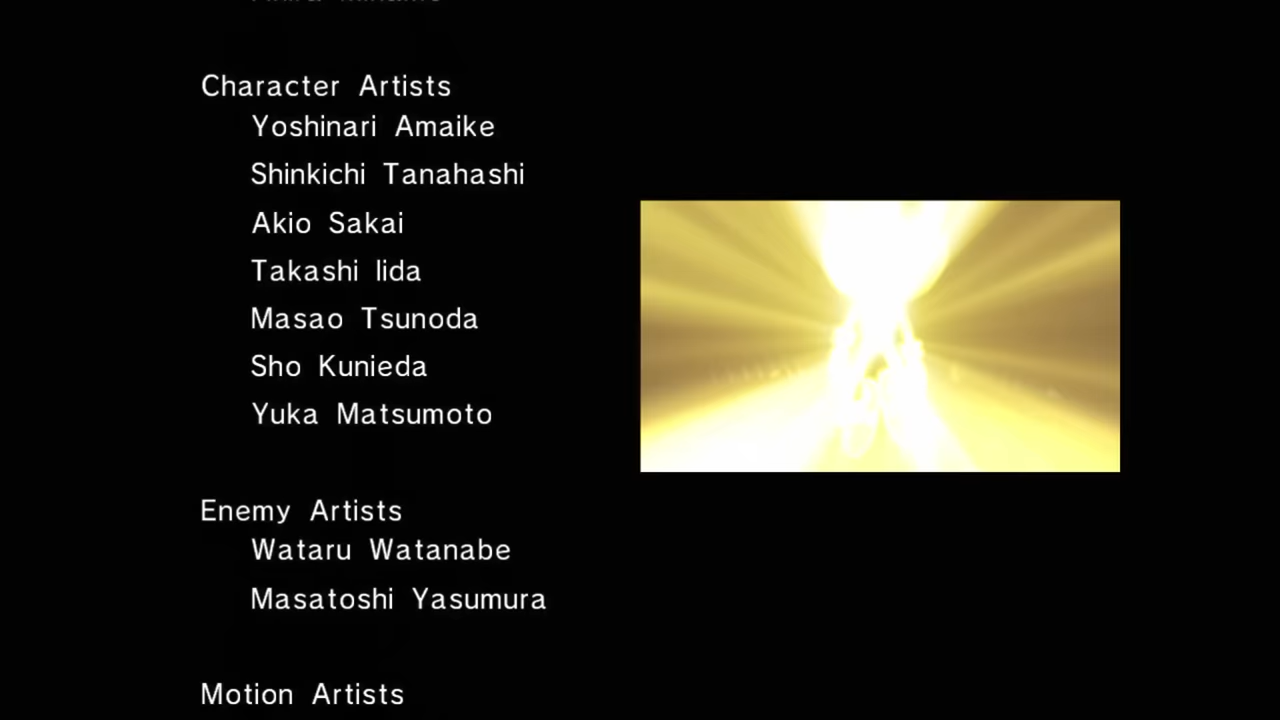 Character Artists
Yoshinari Amaike
Shinkichi Tanahashi
Akio Sakai
Takashi Iida
Masao Tsunoda
Sho Kunieda
Yuka Matsumoto
Enemy Artists
Wataru Watanabe
Masatoshi Yasumura
Motion Artists